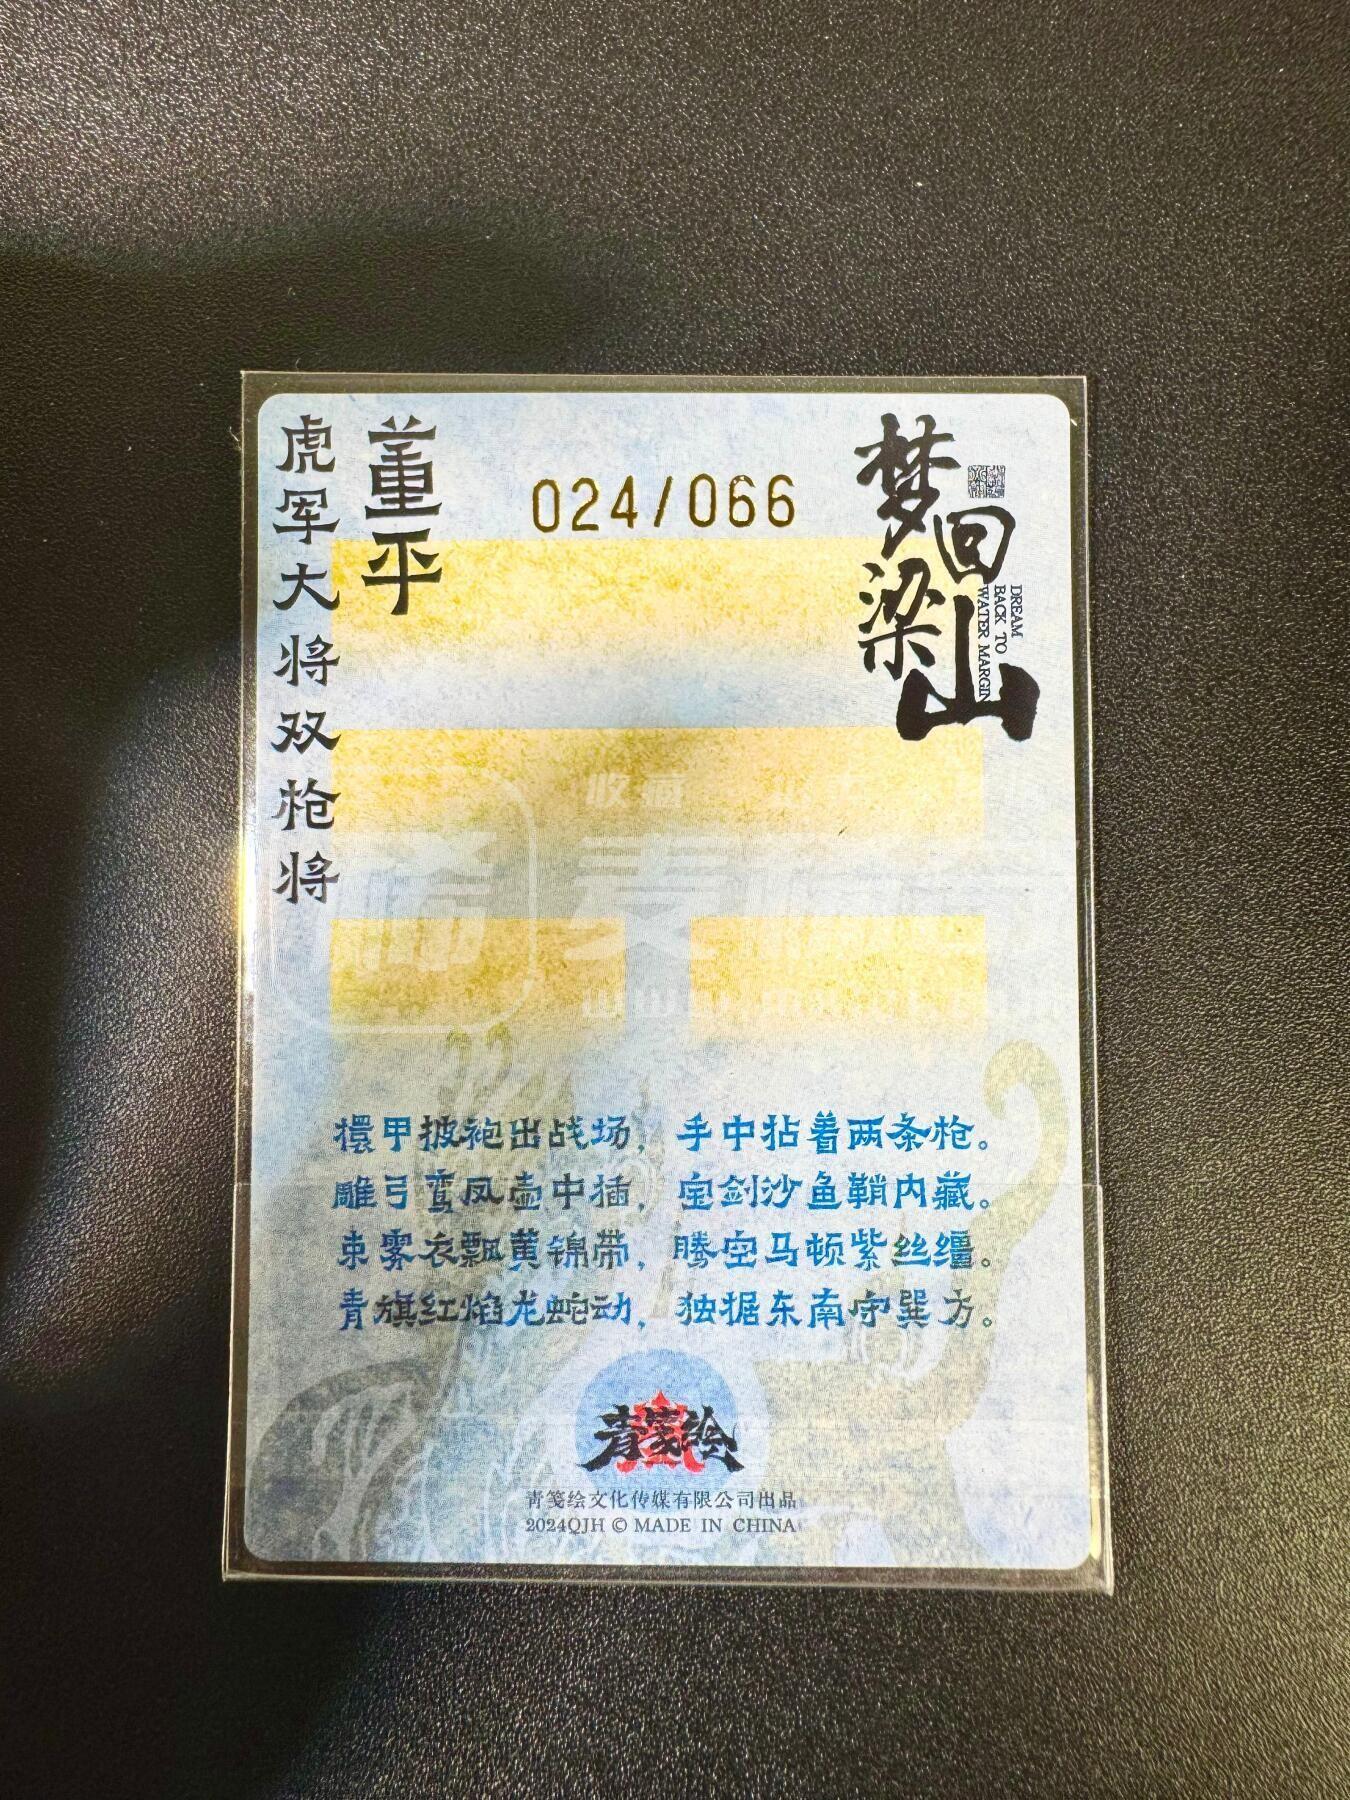 虎军大将双枪将
董平
024/066
梦回梁山
DREAM
BACK TO
WATER MARGIN
收藏
www.
擐甲披袍出战场，手中拈着两条枪。
雕弓鸾凤壶中插，宝剑沙鱼鞘内藏。
束雾衣飘黄锦带，腾空马顿紫丝缰。
青旗红焰龙蛇动，独据东南守巽方。
青笺绘
青笺绘文化传媒有限公司出品
2024QJH © MADE IN CHINA